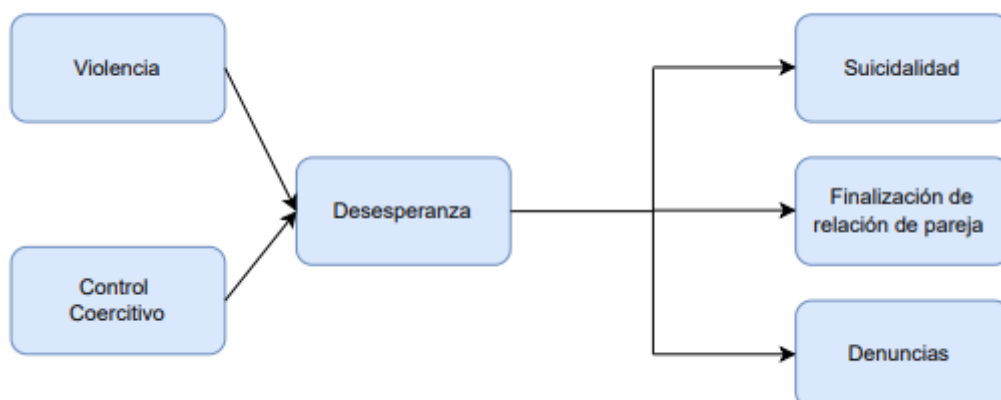 Violencia
Suicidalidad
Desesperanza
Finalización de
relación de pareja
Control
Coercitivo
Denuncias